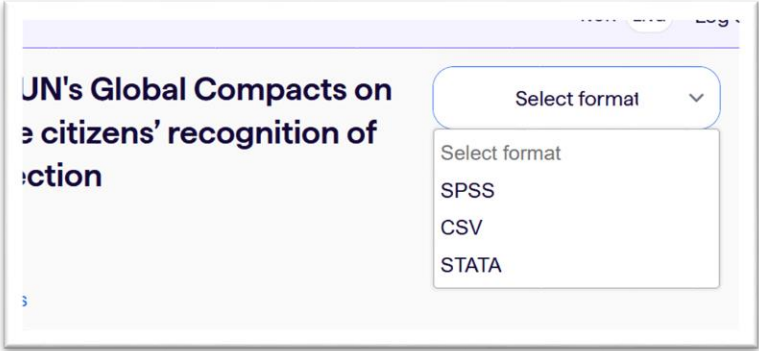 UN's Global Compacts on
e citizens’ recognition of
ection
Select format
Select format
SPSS
CSV
STATA
s